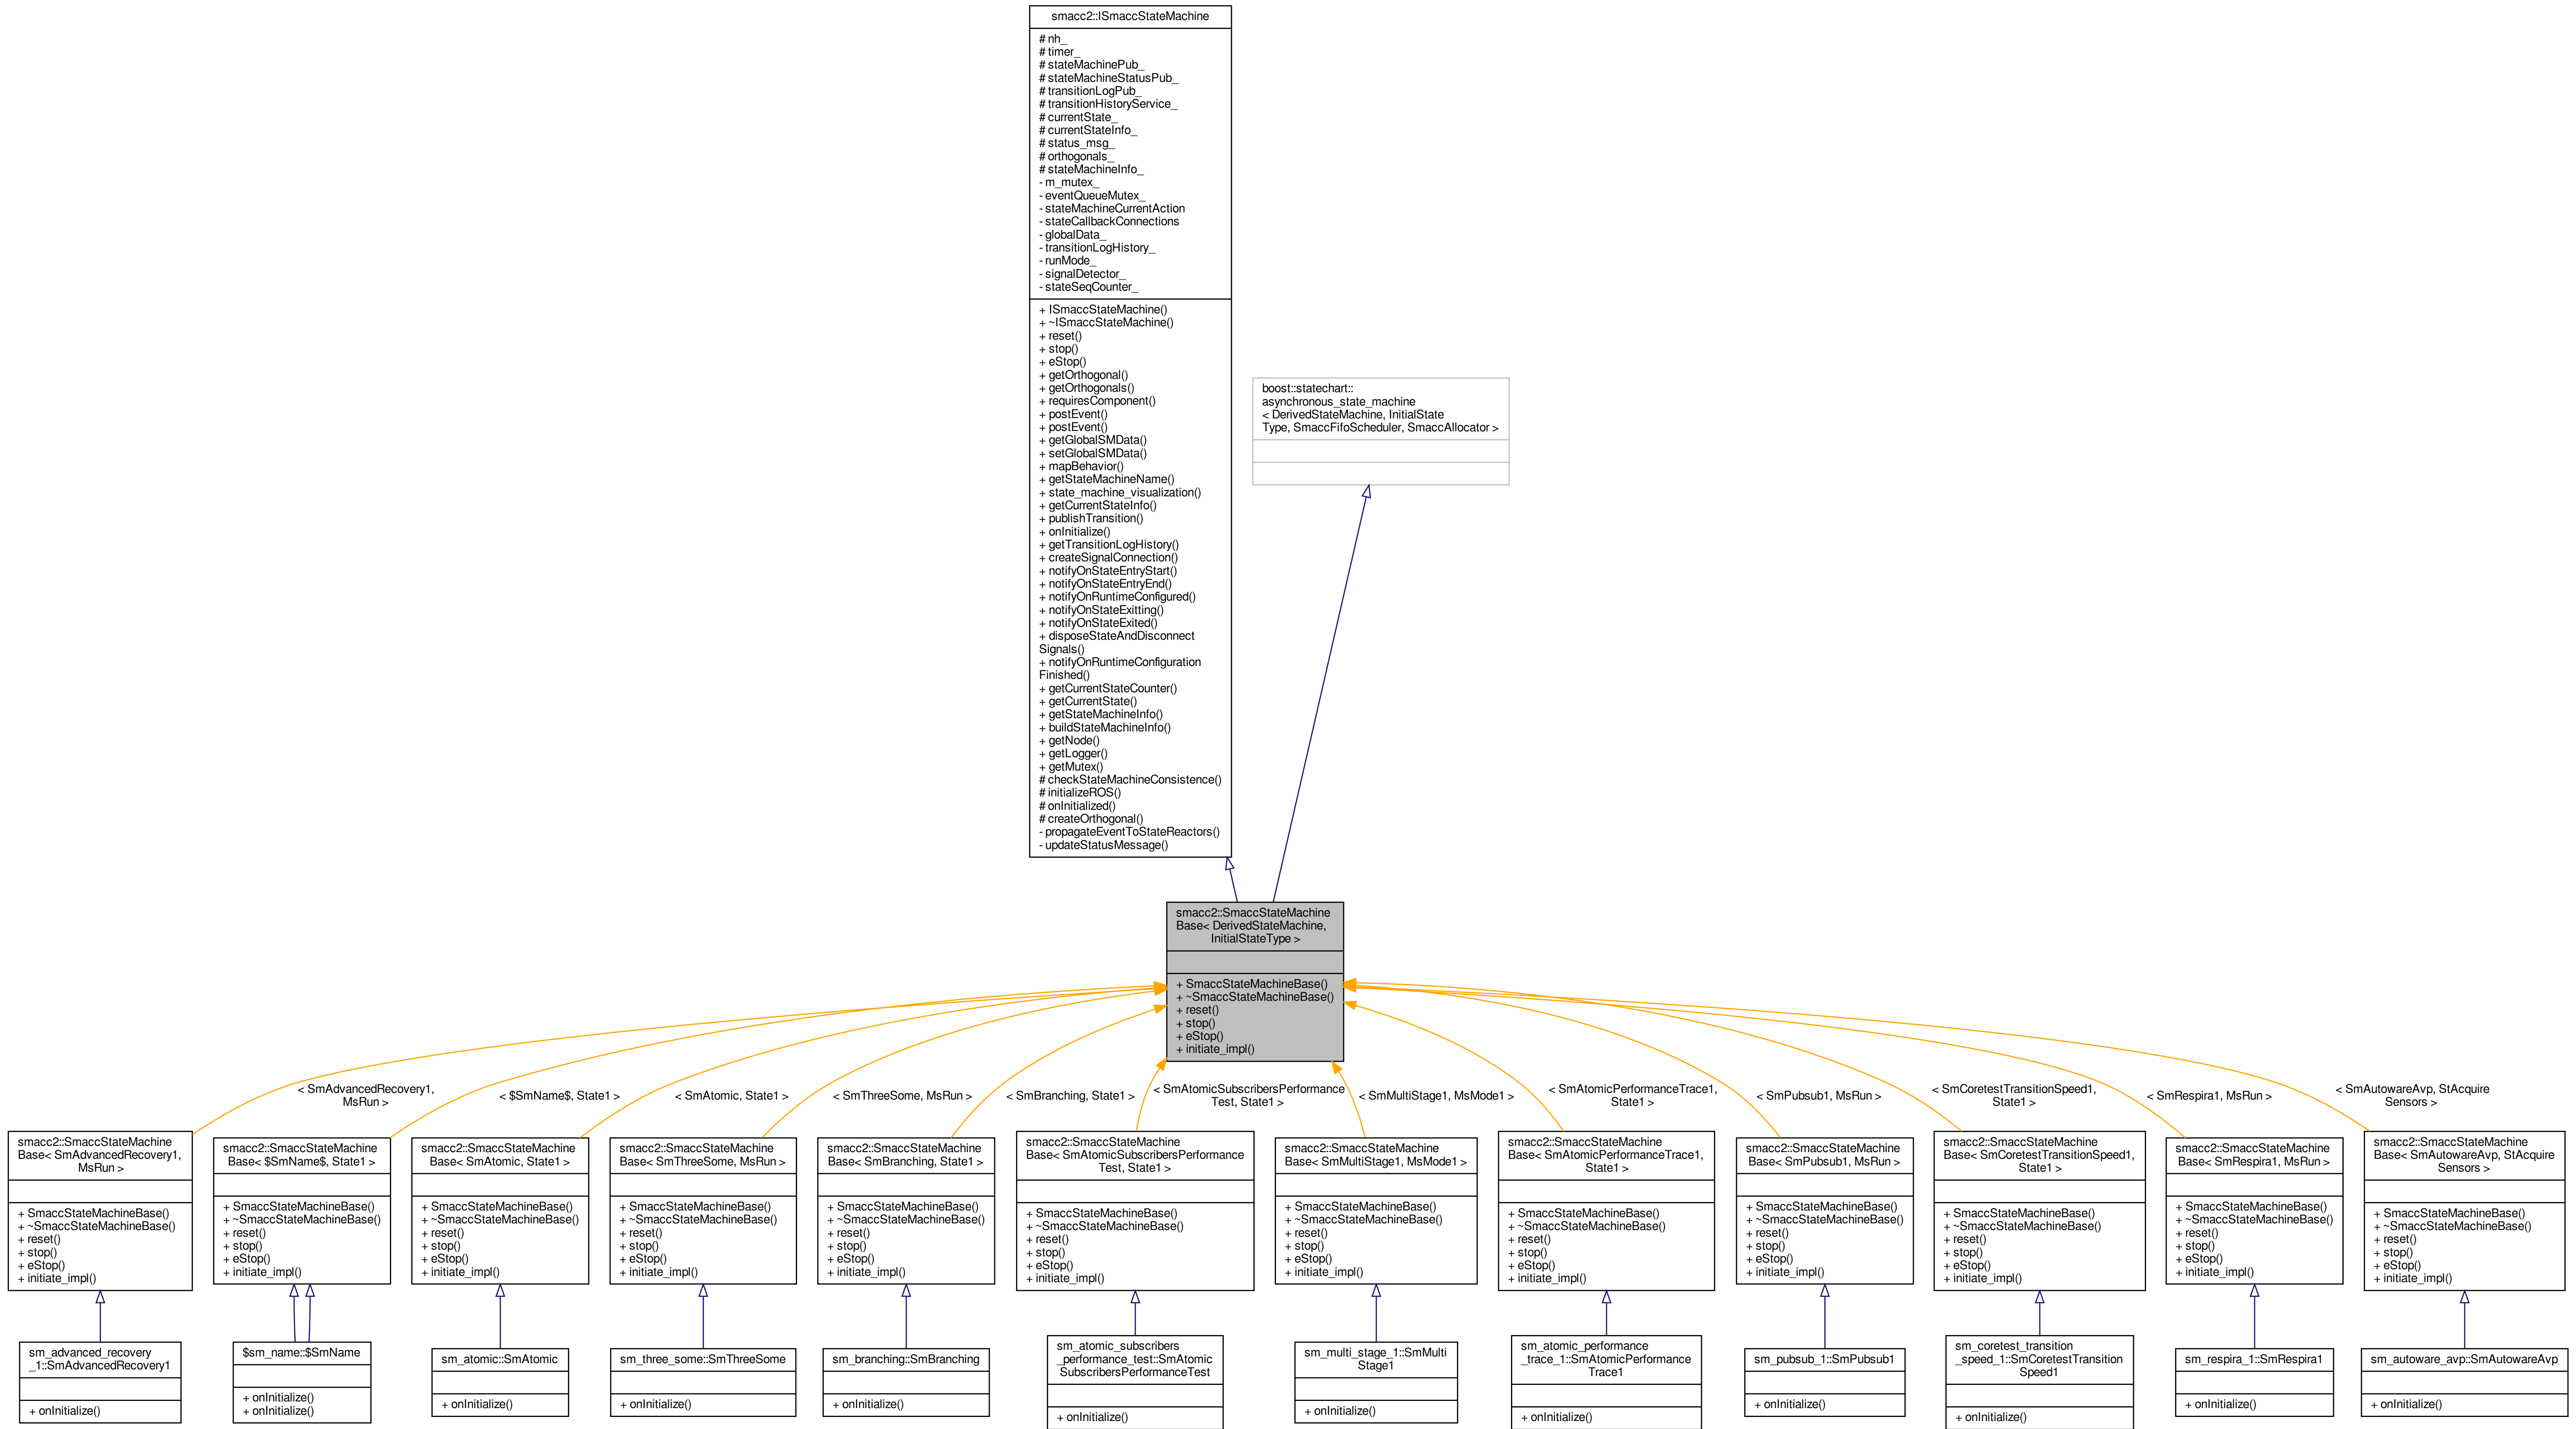 smacc2::ISmaccStateMachine
# nh_
# timer_
# stateMachinePub_
# stateMachineStatusPub_
# transitionLogPub_
# transitionHistoryService_
# currentState_
# currentStateInfo_
# status_msg_
# orthogonals_
# stateMachineInfo_
- m_mutex_
- eventQueueMutex_
- stateMachineCurrentAction
- stateCallbackConnections
- globalData_
- transitionLogHistory_
- runMode_
- signalDetector_
- stateSeqCounter_
+ ISmaccStateMachine()
+ ~ISmaccStateMachine()
+ reset()
+ stop()
+ eStop()
+ getOrthogonal()
+ getOrthogonals()
+ requiresComponent()
+ postEvent()
+ postEvent()
+ getGlobalSMData()
+ setGlobalSMData()
+ mapBehavior()
+ getStateMachineName()
+ state_machine_visualization()
+ getCurrentStateInfo()
+ publishTransition()
+ onInitialize()
+ getTransitionLogHistory()
+ createSignalConnection()
+ notifyOnStateEntryStart()
+ notifyOnStateEntryEnd()
+ notifyOnRuntimeConfigured()
+ notifyOnStateExitting()
+ notifyOnStateExited()
+ disposeStateAndDisconnect
Signals()
+ notifyOnRuntimeConfiguration
Finished()
+ getCurrentStateCounter()
+ getCurrentState()
+ getStateMachineInfo()
+ buildStateMachineInfo()
+ getNode()
+ getLogger()
+ getMutex()
# checkStateMachineConsistence()
# initializeROS()
# onInitialized()
# createOrthogonal()
- propagateEventToStateReactors()
- updateStatusMessage()
boost::statechart::
asynchronous_state_machine
< DerivedStateMachine, InitialState
Type, SmaccFifoScheduler, SmaccAllocator >
smacc2::SmaccStateMachine
Base< DerivedStateMachine,
InitialStateType >
+ SmaccStateMachineBase()
+ ~SmaccStateMachineBase()
+ reset()
+ stop()
+ eStop()
+ initiate_impl()
< SmAdvancedRecovery1,
MsRun >
< $SmName$, State1 >
< SmAtomic, State1 >
< SmThreeSome, MsRun >
< SmBranching, State1 >
< SmAtomicSubscribersPerformance
Test, State1 >
< SmMultiStage1, MsMode1 >
< SmAtomicPerformanceTrace1,
State1 >
< SmPubsub1, MsRun >
< SmCoretestTransitionSpeed1,
State1 >
< SmRespira1, MsRun >
< SmAutowareAvp, StAcquire
Sensors >
smacc2::SmaccStateMachine
Base< SmAdvancedRecovery1,
MsRun >
+ SmaccStateMachineBase()
+ ~SmaccStateMachineBase()
+ reset()
+ stop()
+ eStop()
+ initiate_impl()
smacc2::SmaccStateMachine
Base< $SmName$, State1 >
+ SmaccStateMachineBase()
+ ~SmaccStateMachineBase()
+ reset()
+ stop()
+ eStop()
+ initiate_impl()
smacc2::SmaccStateMachine
Base< SmAtomic, State1 >
+ SmaccStateMachineBase()
+ ~SmaccStateMachineBase()
+ reset()
+ stop()
+ eStop()
+ initiate_impl()
smacc2::SmaccStateMachine
Base< SmThreeSome, MsRun >
+ SmaccStateMachineBase()
+ ~SmaccStateMachineBase()
+ reset()
+ stop()
+ eStop()
+ initiate_impl()
smacc2::SmaccStateMachine
Base< SmBranching, State1 >
+ SmaccStateMachineBase()
+ ~SmaccStateMachineBase()
+ reset()
+ stop()
+ eStop()
+ initiate_impl()
smacc2::SmaccStateMachine
Base< SmAtomicSubscribersPerformance
Test, State1 >
+ SmaccStateMachineBase()
+ ~SmaccStateMachineBase()
+ reset()
+ stop()
+ eStop()
+ initiate_impl()
smacc2::SmaccStateMachine
Base< SmMultiStage1, MsMode1 >
+ SmaccStateMachineBase()
+ ~SmaccStateMachineBase()
+ reset()
+ stop()
+ eStop()
+ initiate_impl()
smacc2::SmaccStateMachine
Base< SmAtomicPerformanceTrace1,
State1 >
+ SmaccStateMachineBase()
+ ~SmaccStateMachineBase()
+ reset()
+ stop()
+ eStop()
+ initiate_impl()
smacc2::SmaccStateMachine
Base< SmPubsub1, MsRun >
+ SmaccStateMachineBase()
+ ~SmaccStateMachineBase()
+ reset()
+ stop()
+ eStop()
+ initiate_impl()
smacc2::SmaccStateMachine
Base< SmCoretestTransitionSpeed1,
State1 >
+ SmaccStateMachineBase()
+ ~SmaccStateMachineBase()
+ reset()
+ stop()
+ eStop()
+ initiate_impl()
smacc2::SmaccStateMachine
Base< SmRespira1, MsRun >
+ SmaccStateMachineBase()
+ ~SmaccStateMachineBase()
+ reset()
+ stop()
+ eStop()
+ initiate_impl()
smacc2::SmaccStateMachine
Base< SmAutowareAvp, StAcquire
Sensors >
+ SmaccStateMachineBase()
+ ~SmaccStateMachineBase()
+ reset()
+ stop()
+ eStop()
+ initiate_impl()
sm_advanced_recovery
_1::SmAdvancedRecovery1
+ onInitialize()
$sm_name::$SmName
+ onInitialize()
+ onInitialize()
sm_atomic::SmAtomic
+ onInitialize()
sm_three_some::SmThreeSome
+ onInitialize()
sm_branching::SmBranching
+ onInitialize()
sm_atomic_subscribers
_performance_test::SmAtomic
SubscribersPerformanceTest
+ onInitialize()
sm_multi_stage_1::SmMulti
Stage1
+ onInitialize()
sm_atomic_performance
_trace_1::SmAtomicPerformance
Trace1
+ onInitialize()
sm_pubsub_1::SmPubsub1
+ onInitialize()
sm_coretest_transition
_speed_1::SmCoretestTransition
Speed1
+ onInitialize()
sm_respira_1::SmRespira1
+ onInitialize()
sm_autoware_avp::SmAutowareAvp
+ onInitialize()